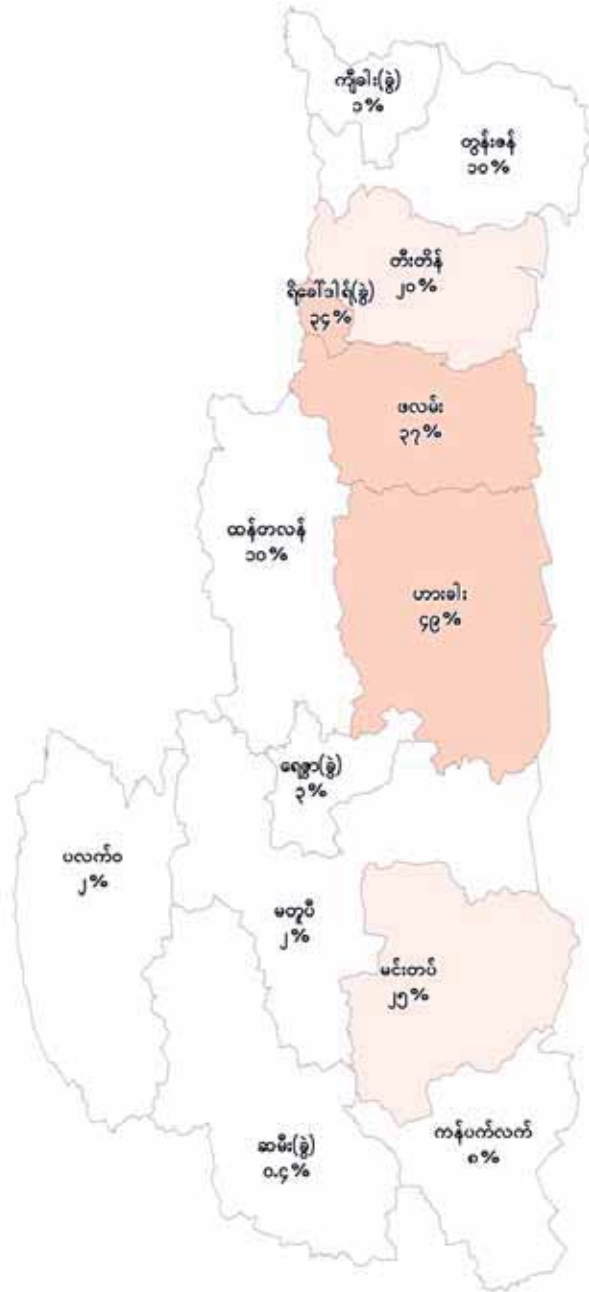 ကျီခါး(ခွဲ)
၁%
တွန်းဇန်
၁၀%
တီးတိန်
၂၀%
ရိခေါ်ဒါရ်(ခွဲ)
၃၄%
ဖလမ်း
၃၇%
ထန်တလန်
၁၀%
ဟားခါး
၄၉%
ရေဇွာ(ခွဲ)
၃%
ပလက်ဝ
၂%
မတူပီ
၂%
မင်းတပ်
၂၅%
ကန်ပက်လက်
၈%
ဆမီး(ခွဲ)
၀.၄%